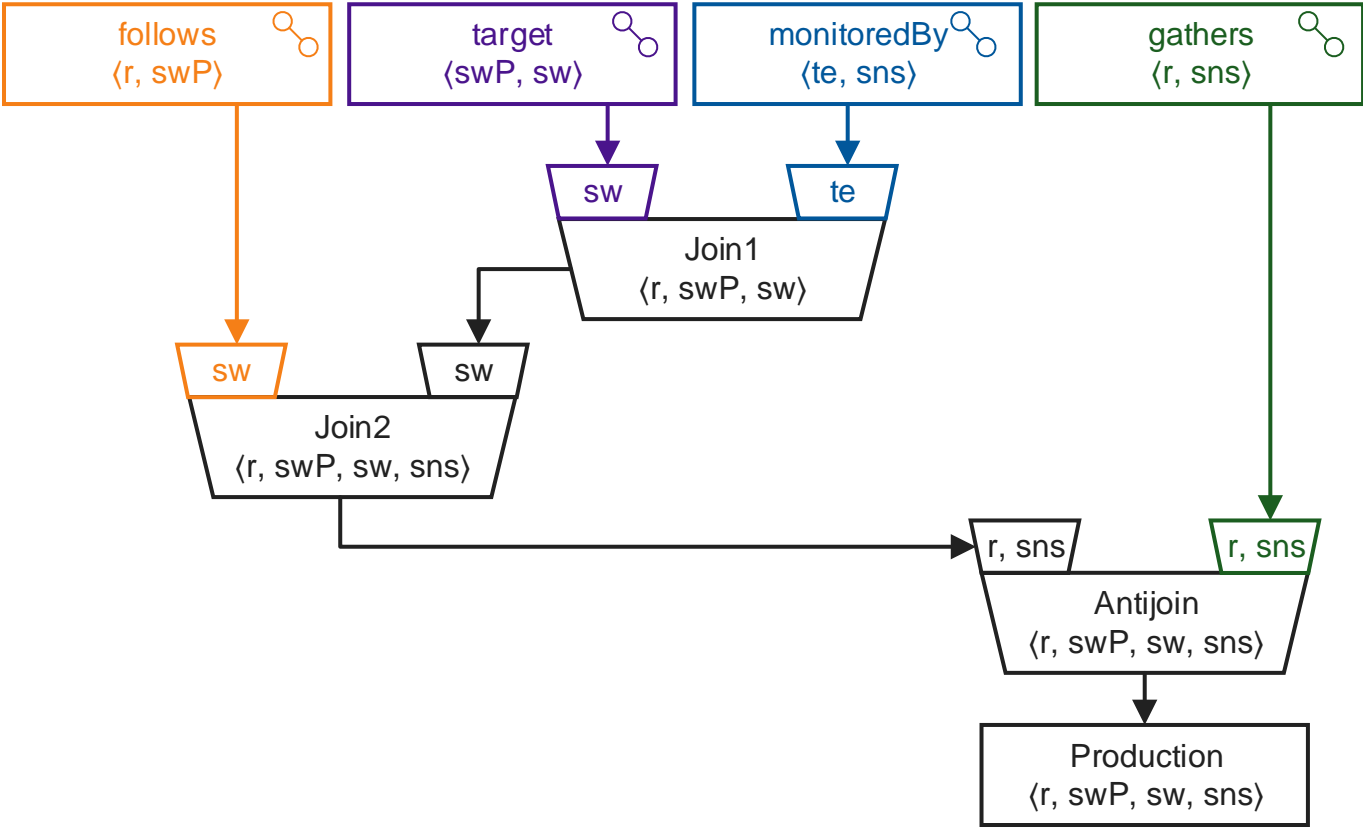 follows
⟨r, swP⟩
target
⟨swP, sw⟩
monitoredBy
⟨te, sns⟩
gathers
⟨r, sns⟩
sw
te
Join1
⟨r, swP, sw⟩
sw
sw
Join2
⟨r, swP, sw, sns⟩
r, sns
r, sns
Antijoin
⟨r, swP, sw, sns⟩
Production
⟨r, swP, sw, sns⟩